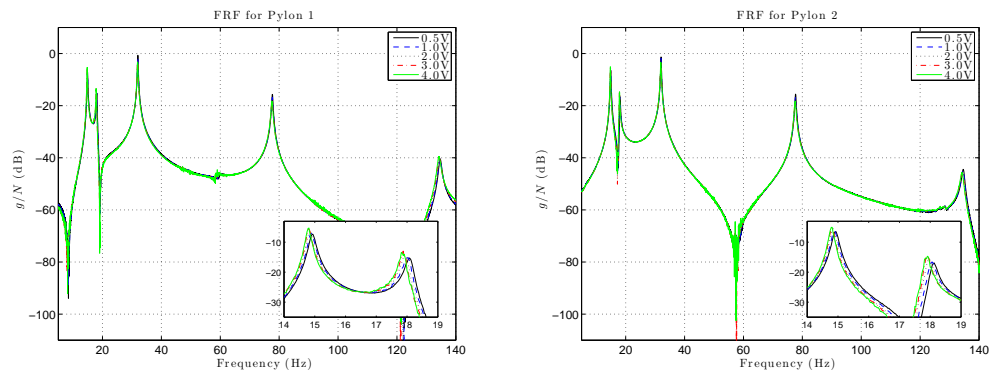 FRF for Pylon 1
0.5V
1.0V
2.0V
3.0V
4.0V
0
−20
−40
−60
−80
−100
g/N (dB)
−10
−20
−30
14 15 16 17 18 19
20 40 60 80 100 120 140
Frequency (Hz)
FRF for Pylon 2
0.5V
1.0V
2.0V
3.0V
4.0V
0
−20
−40
−60
−80
−100
g/N (dB)
−10
−20
−30
14 15 16 17 18 19
20 40 60 80 100 120 140
Frequency (Hz)